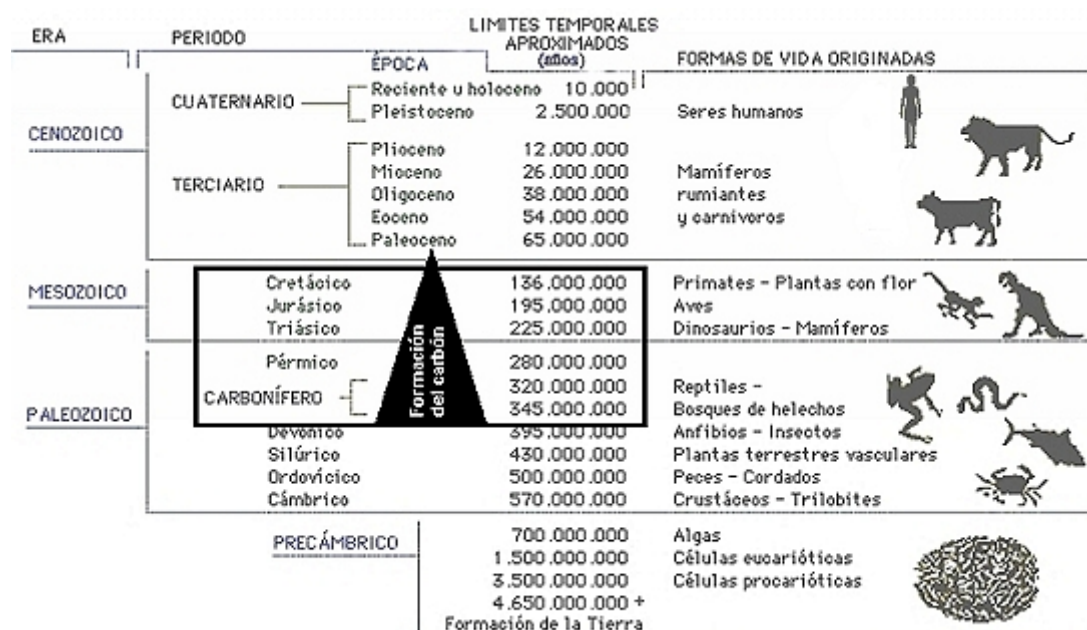 ERA PERIODO LIMITES TEMPORALES
APROXIMADOS
ÉPOCA (años) FORMAS DE VIDA ORIGINADAS
CUATERNARIO Reciente u holoceno 10.000
Pleistoceno 2.500.000 Seres humanos
CENOZOICO
TERCIARIO Plioceno 12.000.000
Mioceno 26.000.000 Mamíferos
Oligoceno 38.000.000 rumiantes
Eoceno 54.000.000 y carnivoros
Paleoceno 65.000.000
MESOZOICO Cretácico 136.000.000 Primates - Plantas con flor
Jurásico 195.000.000 Aves
Triásico 225.000.000 Dinosaurios - Mamíferos
Formación
del carbón
Pérmico 280.000.000
CARBONÍFERO 320.000.000 Reptiles -
PALEOZOICO 345.000.000 Bosques de helechos
Devónico 395.000.000 Anfibios - Insectos
Silúrico 430.000.000 Plantas terrestres vasculares
Ordovícico 500.000.000 Peces - Cordados
Cámbrico 570.000.000 Crustáceos - Trilobites
PRECÁMBRICO 700.000.000 Algas
1.500.000.000 Células eucarióticas
3.500.000.000 Células procarióticas
4.650.000.000 +
Formación de la Tierra